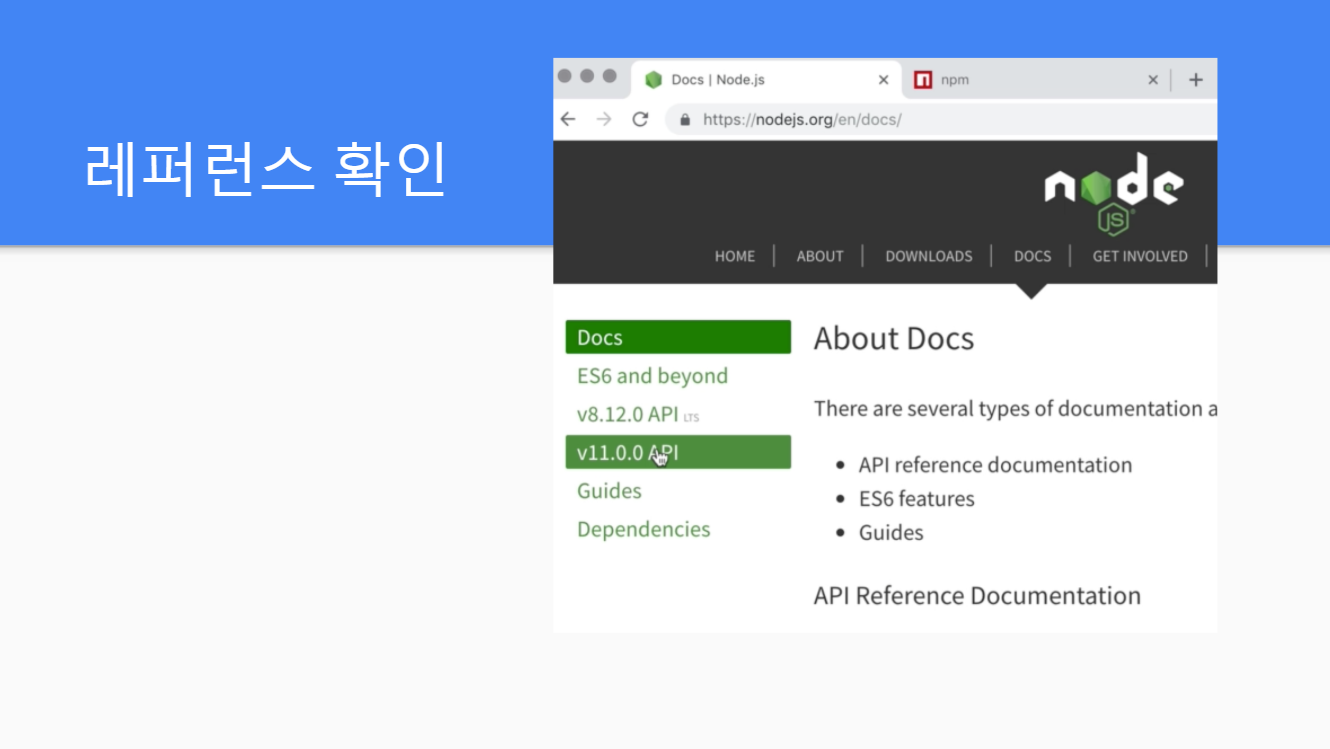 레퍼런스 확인
Docs | Node.js
npm
https://nodejs.org/en/docs/
node
JS
HOME | ABOUT | DOWNLOADS | DOCS | GET INVOLVED |
Docs
ES6 and beyond
v8.12.0 API LTS
v11.0.0 API
Guides
Dependencies
About Docs
There are several types of documentation a
• API reference documentation
• ES6 features
• Guides
API Reference Documentation